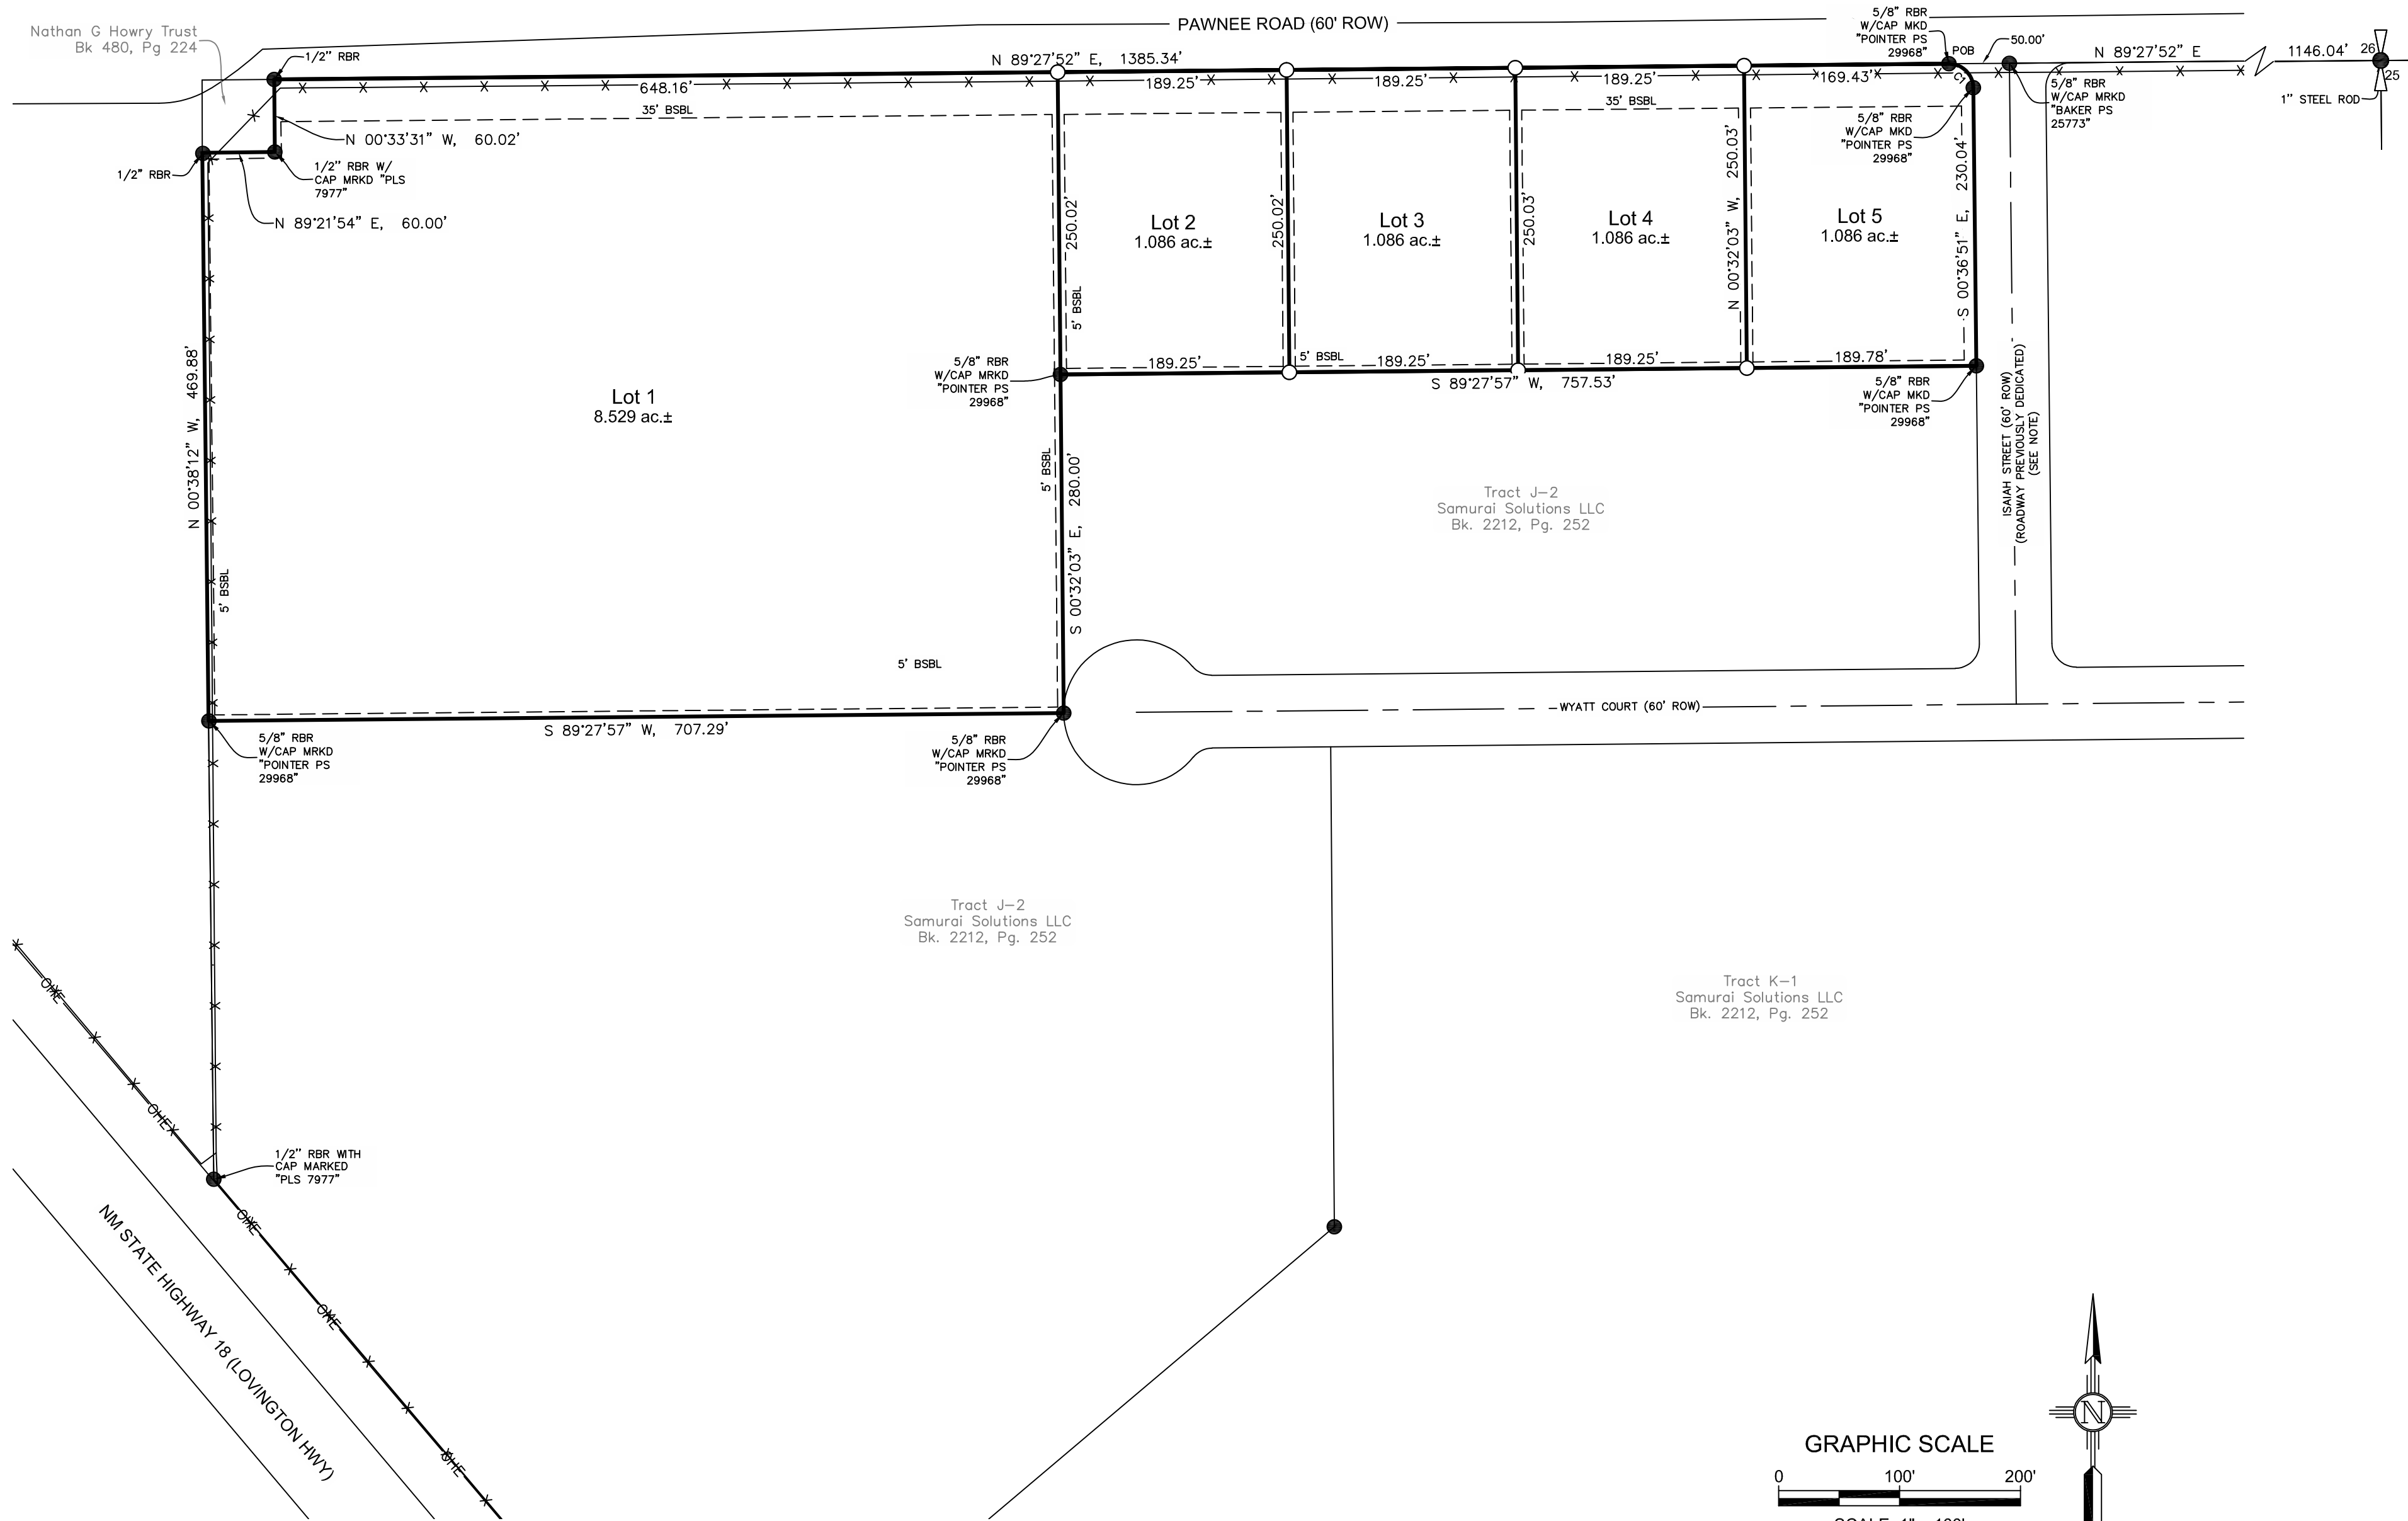 PAWNEE ROAD (60' ROW)
Nathan G Howry Trust
Bk 480, Pg 224
1/2" RBR
N 89°27'52" E, 1385.34'
5/8" RBR
W/CAP MKD
"POINTER PS
29968"
POB
50.00'
N 89°27'52" E
1146.04'
26
25
1" STEEL ROD
5/8" RBR
W/CAP MRKD
"BAKER PS
25773"
C1
648.16'
189.25'
189.25'
189.25'
169.43'
35' BSBL
35' BSBL
N 00°33'31" W, 60.02'
1/2" RBR
1/2" RBR W/
CAP MRKD "PLS
7977"
N 89°21'54" E, 60.00'
5/8" RBR
W/CAP MKD
"POINTER PS
29968"
250.02'
250.02'
250.03'
N 00°32'03" W, 250.03'
S 00°36'51" E, 230.04'
Lot 2
1.086 ac.±
Lot 3
1.086 ac.±
Lot 4
1.086 ac.±
Lot 5
1.086 ac.±
5' BSBL
5/8" RBR
W/CAP MRKD
"POINTER PS
29968"
189.25'
5' BSBL
189.25'
189.25'
189.78'
S 89°27'57" W, 757.53'
5/8" RBR
W/CAP MKD
"POINTER PS
29968"
N 00°38'12" W, 469.88'
Lot 1
8.529 ac.±
5' BSBL
S 00°32'03" E, 280.00'
ISAIAH STREET (60' ROW)
(ROADWAY PREVIOUSLY DEDICATED)
(SEE NOTE)
Tract J-2
Samurai Solutions LLC
Bk. 2212, Pg. 252
5' BSBL
5' BSBL
WYATT COURT (60' ROW)
S 89°27'57" W, 707.29'
5/8" RBR
W/CAP MRKD
"POINTER PS
29968"
5/8" RBR
W/CAP MRKD
"POINTER PS
29968"
Tract J-2
Samurai Solutions LLC
Bk. 2212, Pg. 252
Tract K-1
Samurai Solutions LLC
Bk. 2212, Pg. 252
OHE
OHE
1/2" RBR WITH
CAP MARKED
"PLS 7977"
OHE
OHE
OHE
NM STATE HIGHWAY 18 (LOVINGTON HWY)
N
GRAPHIC SCALE
0 100' 200'